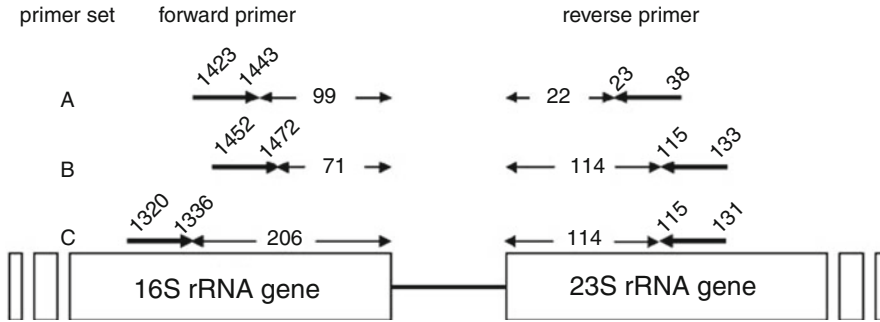 primer set forward primer reverse primer
1423 1443 23 38
A 99 22
1452 1472 115 133
B 71 114
1320 1336 115 131
C 206 114
16S rRNA gene 23S rRNA gene